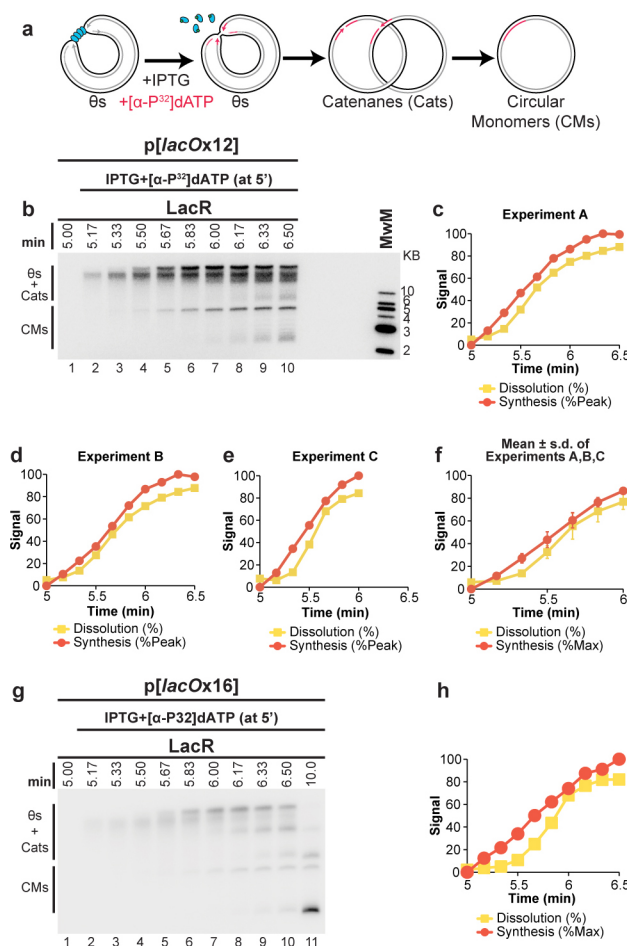 a
+IPTG
+[α-P³²]dATP
θs
θs
Catenanes (Cats)
Circular
Monomers (CMs)
p[lacOx12]
IPTG+[α-P³²]dATP (at 5')
LacR
b
min
5.00
5.17
5.33
5.50
5.67
5.83
6.00
6.17
6.33
6.50
MwM
KB
θs
+
Cats
CMs
10
6
5
4
3
2
1 2 3 4 5 6 7 8 9 10
c
Experiment A
Signal
100
80
60
40
20
0
5 5.5 6 6.5
Time (min)
Dissolution (%)
Synthesis (%Peak)
d
Experiment B
Signal
100
80
60
40
20
0
5 5.5 6 6.5
Time (min)
Dissolution (%)
Synthesis (%Peak)
e
Experiment C
Signal
100
80
60
40
20
0
5 5.5 6 6.5
Time (min)
Dissolution (%)
Synthesis (%Peak)
f
Mean ± s.d. of
Experiments A,B,C
Signal
100
80
60
40
20
0
5 5.5 6
Time (min)
Dissolution (%)
Synthesis (%Max)
g
p[lacOx16]
IPTG+[α-P32]dATP (at 5')
LacR
min
5.00
5.17
5.33
5.50
5.67
5.83
6.00
6.17
6.33
6.50
10.0
θs
+
Cats
CMs
1 2 3 4 5 6 7 8 9 10 11
h
Signal
100
80
60
40
20
0
5 5.5 6 6.5
Time (min)
Dissolution (%)
Synthesis (%Max)